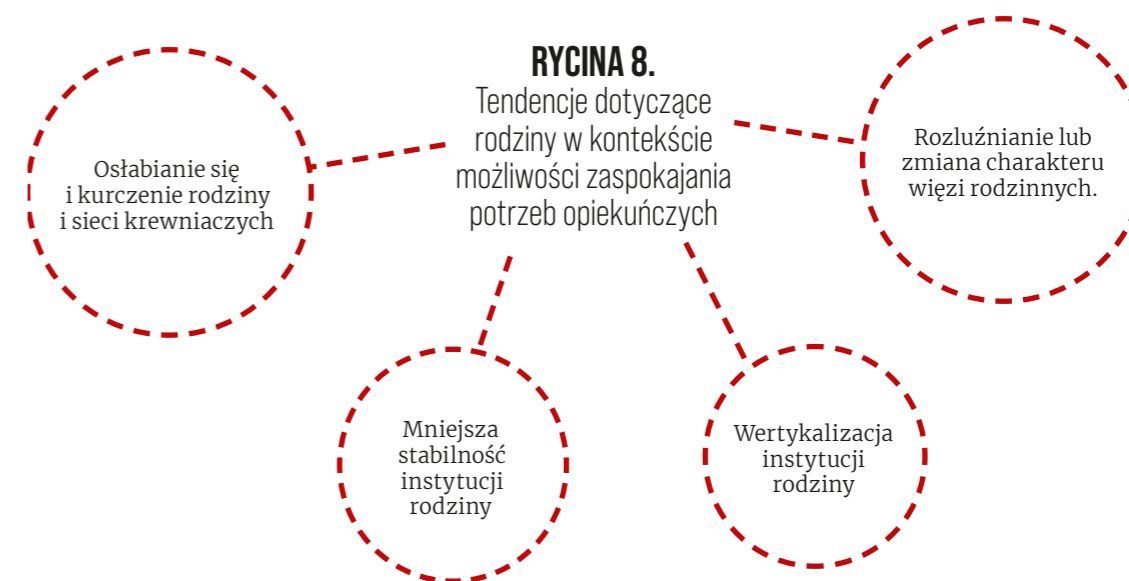 RYCINA 8.
Tendencje dotyczące
rodziny w kontekście
możliwości zaspokajania
potrzeb opiekuńczych
Osłabianie się
i kurczenie rodziny
i sieci krewniaczych
Rozluźnianie lub
zmiana charakteru
więzi rodzinnych.
Mniejsza
stabilność
instytucji
rodziny
Wertykalizacja
instytucji
rodziny